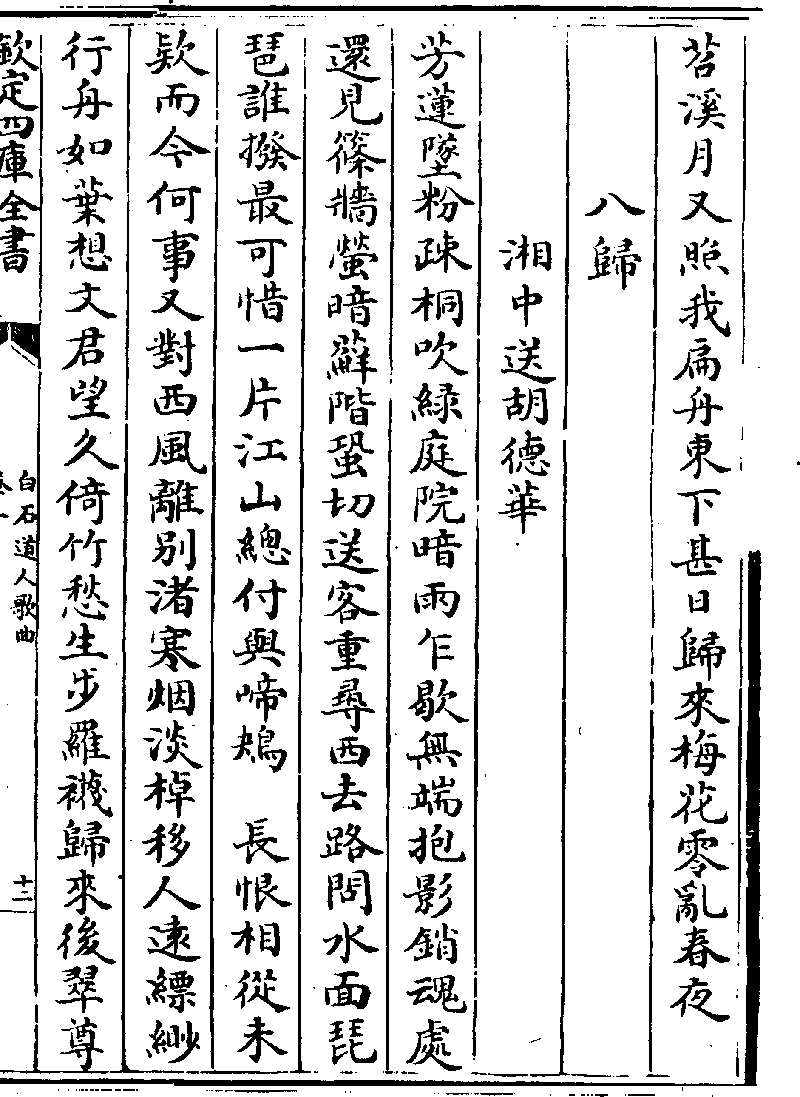 苕溪月又照我扁舟東下甚日歸來梅花零亂春夜
八歸
湘中送胡德華
芳蓮墜粉疎桐吹緑庭院暗雨乍歇無端抱影銷魂處
還見篠牆螢暗蘚階蛩切送客重尋西去路問水面琵
琶誰撥最可惜一片江山總付與啼鴂　長恨相從未
欵而今何事又對西風離別渚寒烟淡棹移人遠縹緲
行舟如葉想文君望久倚竹愁生步羅襪歸來後翠尊
欽定四庫全書
白石道人歌曲
十二